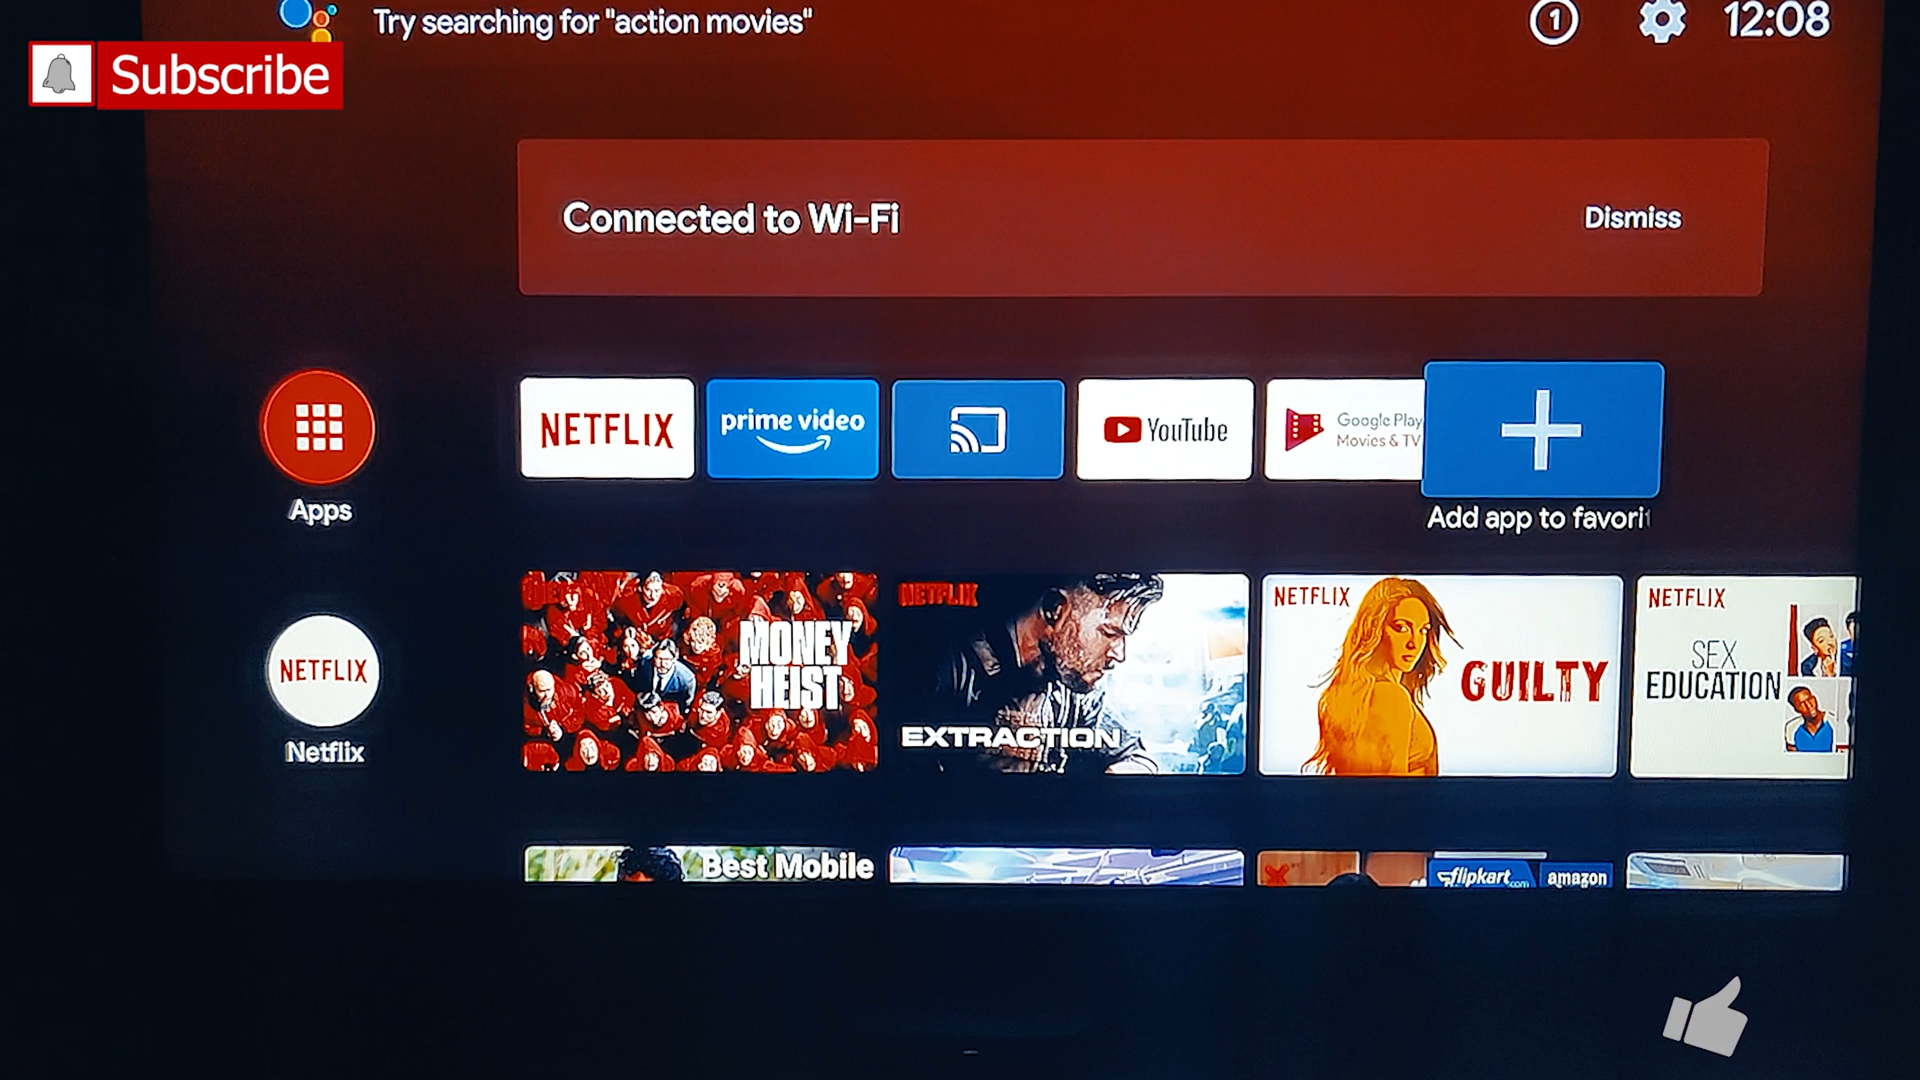 Try searching for "action movies"
1
12:08
Subscribe
Connected to Wi-Fi
Dismiss
NETFLIX
prime video
YouTube
Google Play
Movies & TV
Add app to favori
Apps
MONEY
HEIST
NETFLIX
EXTRACTION
NETFLIX
GUILTY
NETFLIX
SEX
EDUCATION
NETFLIX
Netflix
Best Mobile
flipkart.com
amazon